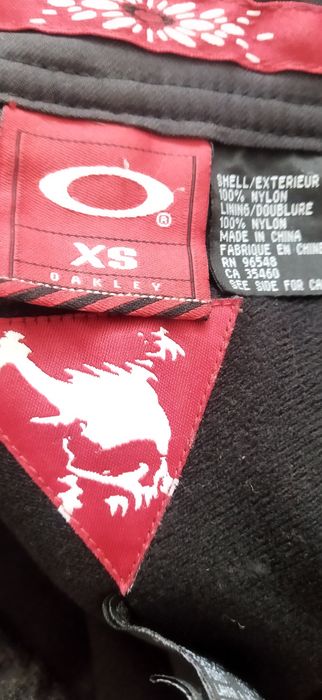 ®
XS
OAKLEY
SHELL/EXTERIEUR
100% NYLON
LINING/DOUBLURE
100% NYLON
MADE IN CHINA
FABRIQUE EN CHINE
RN 96548
CA 35460
SEE SIDE FOR CA